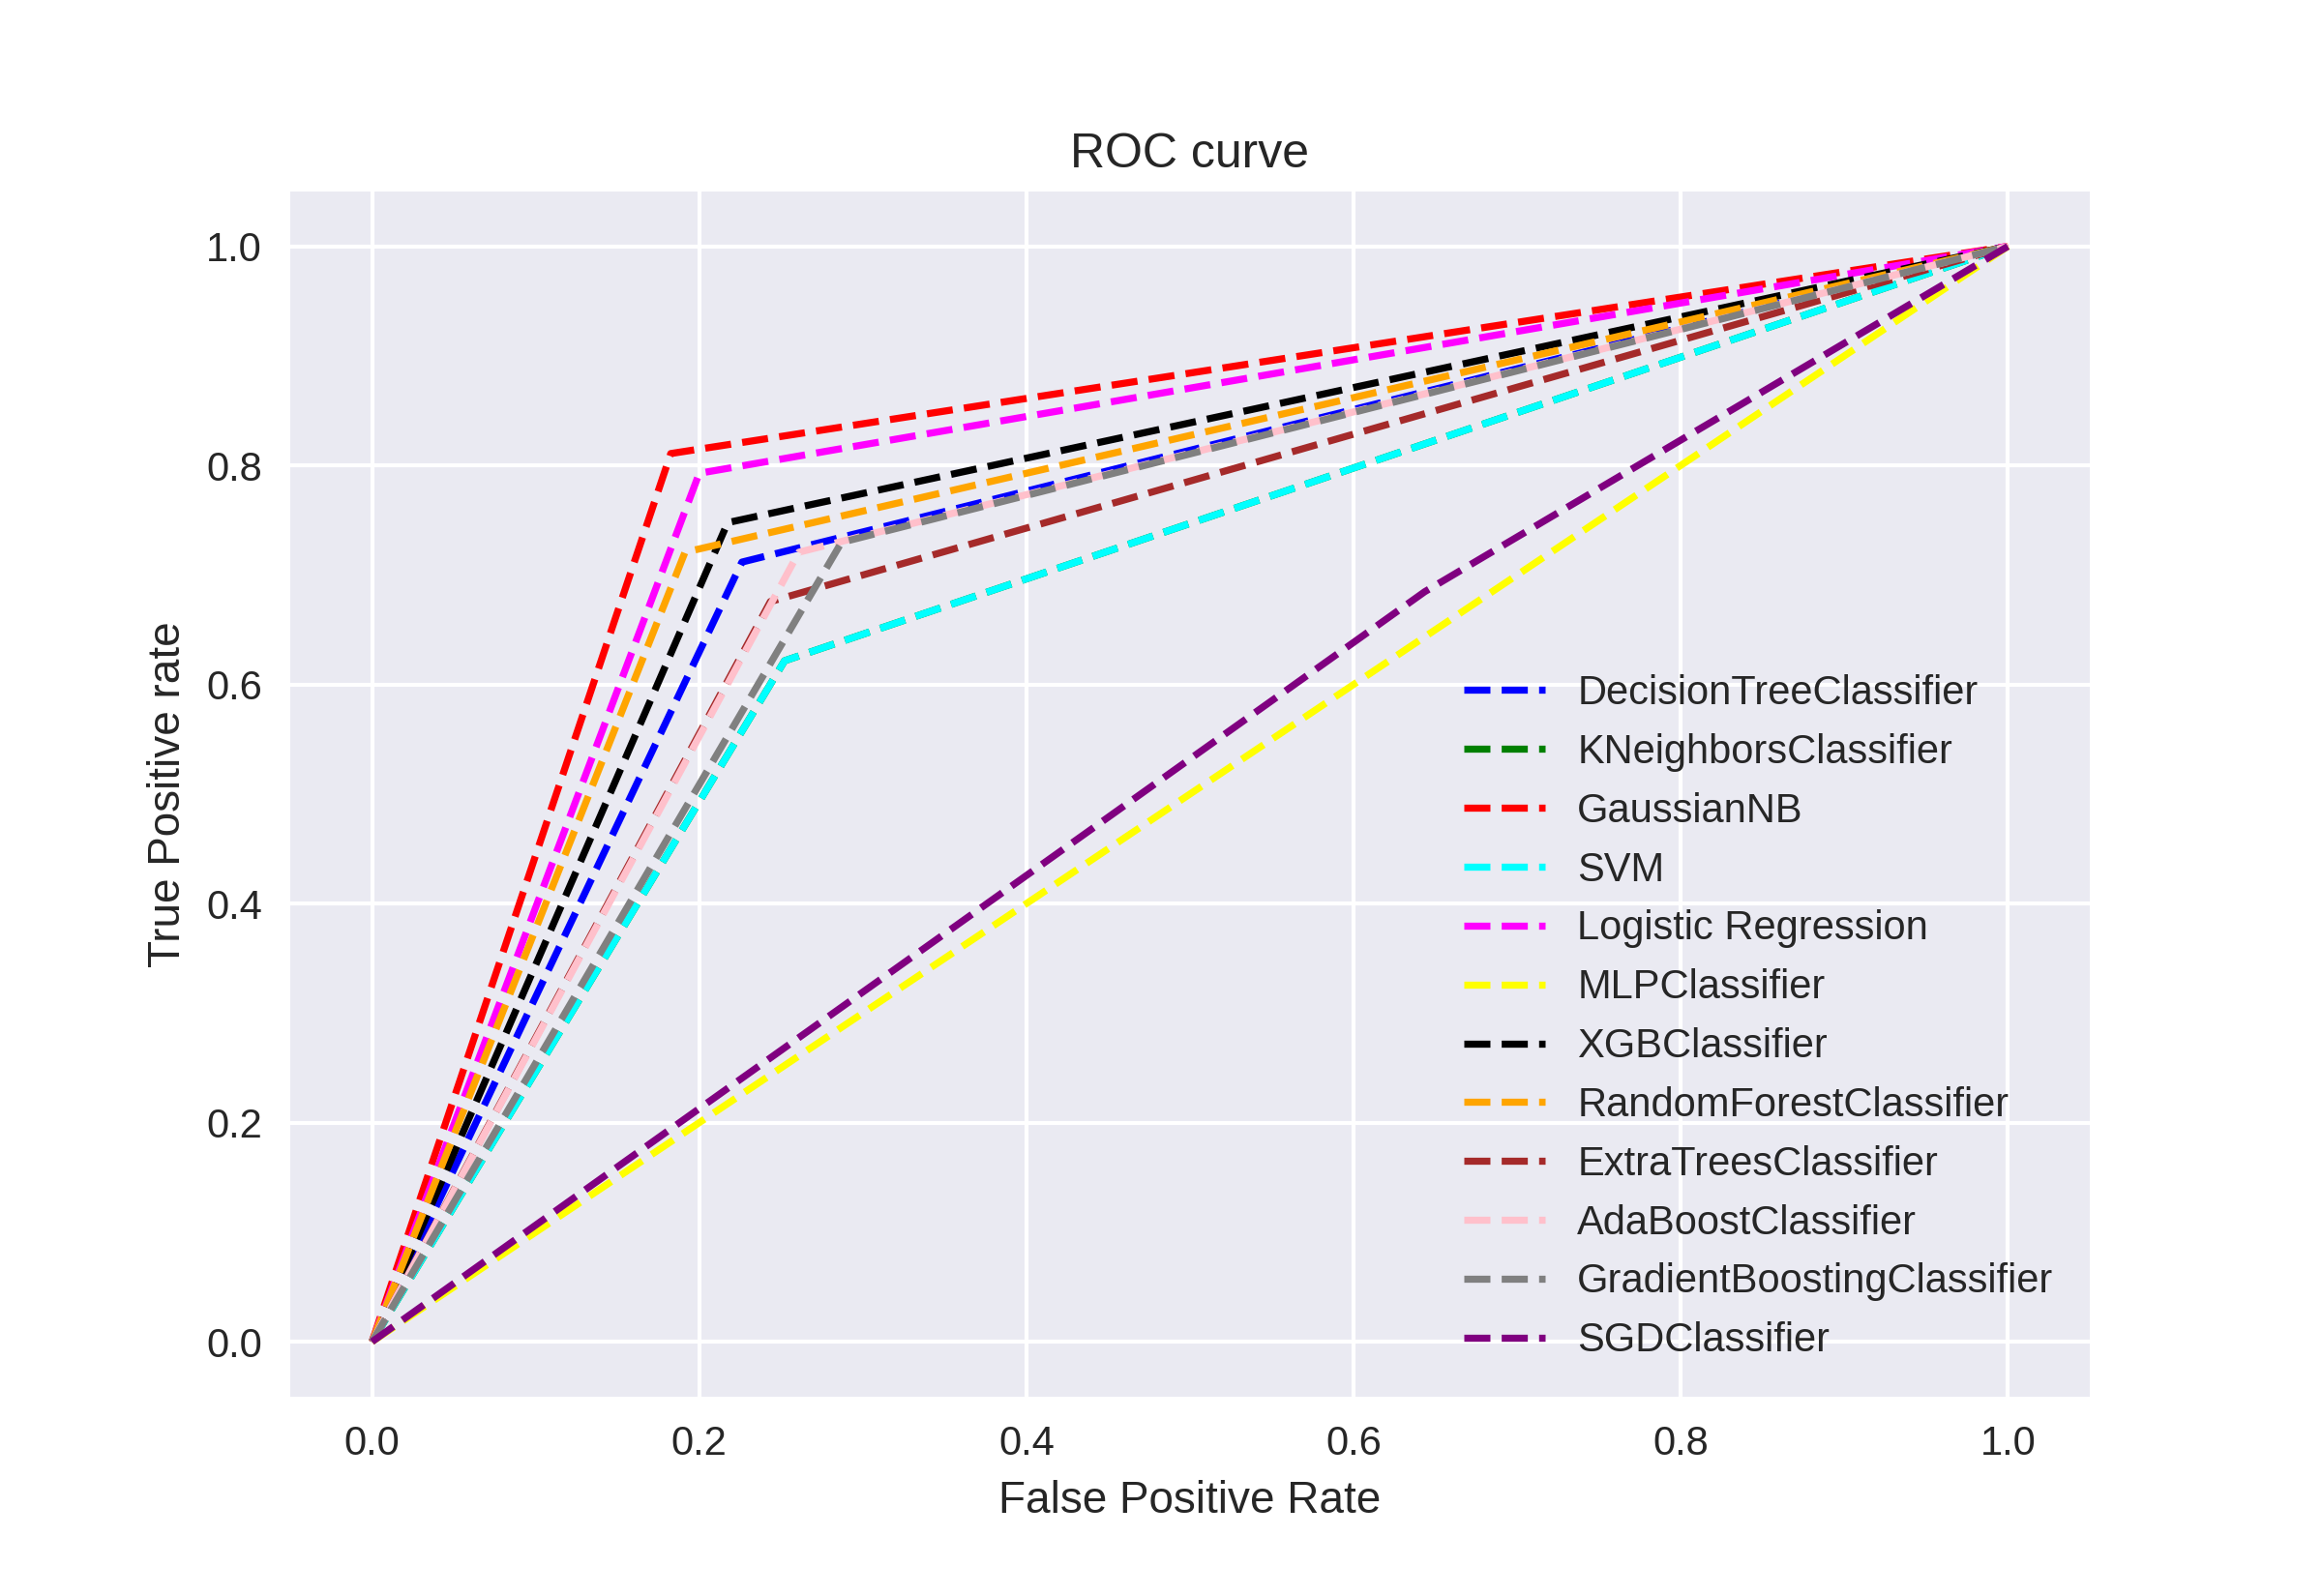 ROC curve
1.0
0.8
0.6
0.4
0.2
0.0
True Positive rate
DecisionTreeClassifier
KNeighborsClassifier
GaussianNB
SVM
Logistic Regression
MLPClassifier
XGBClassifier
RandomForestClassifier
ExtraTreesClassifier
AdaBoostClassifier
GradientBoostingClassifier
SGDClassifier
0.0 0.2 0.4 0.6 0.8 1.0
False Positive Rate